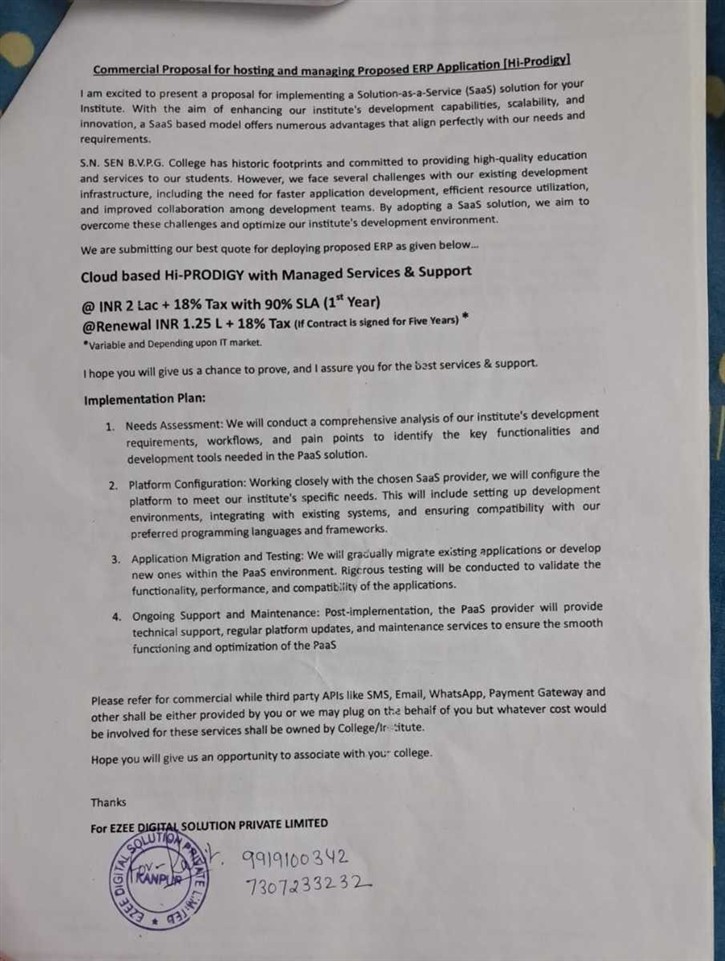 Commercial Proposal for hosting and managing Proposed ERP Application [Hi-Prodigy]
I am excited to present a proposal for implementing a Solution-as-a-Service (SaaS) solution for your
Institute. With the aim of enhancing our institute's development capabilities, scalability, and
innovation, a SaaS based model offers numerous advantages that align perfectly with our needs and
requirements.
S.N. SEN B.V.P.G. College has historic footprints and committed to providing high-quality education
and services to our students. However, we face several challenges with our existing development
infrastructure, including the need for faster application development, efficient resource utilization,
and improved collaboration among development teams. By adopting a SaaS solution, we aim to
overcome these challenges and optimize our institute's development environment.
We are submitting our best quote for deploying proposed ERP as given below...
Cloud based Hi-PRODIGY with Managed Services & Support
@ INR 2 Lac + 18% Tax with 90% SLA (1st Year)
@Renewal INR 1.25 L + 18% Tax (If Contract is signed for Five Years) *
*Variable and Depending upon IT market.
I hope you will give us a chance to prove, and I assure you for the best services & support.
Implementation Plan:
1. Needs Assessment: We will conduct a comprehensive analysis of our institute's development
requirements, workflows, and pain points to identify the key functionalities and
development tools needed in the PaaS solution.
2. Platform Configuration: Working closely with the chosen SaaS provider, we will configure the
platform to meet our institute's specific needs. This will include setting up development
environments, integrating with existing systems, and ensuring compatibility with our
preferred programming languages and frameworks.
3. Application Migration and Testing: We will gradually migrate existing applications or develop
new ones within the PaaS environment. Rigorous testing will be conducted to validate the
functionality, performance, and compatibility of the applications.
4. Ongoing Support and Maintenance: Post-implementation, the PaaS provider will provide
technical support, regular platform updates, and maintenance services to ensure the smooth
functioning and optimization of the PaaS
Please refer for commercial while third party APIs like SMS, Email, WhatsApp, Payment Gateway and
other shall be either provided by you or we may plug on the behalf of you but whatever cost would
be involved for these services shall be owned by College/Institute.
Hope you will give us an opportunity to associate with your college.
Thanks
For EZEE DIGITAL SOLUTION PRIVATE LIMITED
EZEE DIGITAL SOLUTION PRIVATE LIMITED
KANPUR
9919100342
7307233232